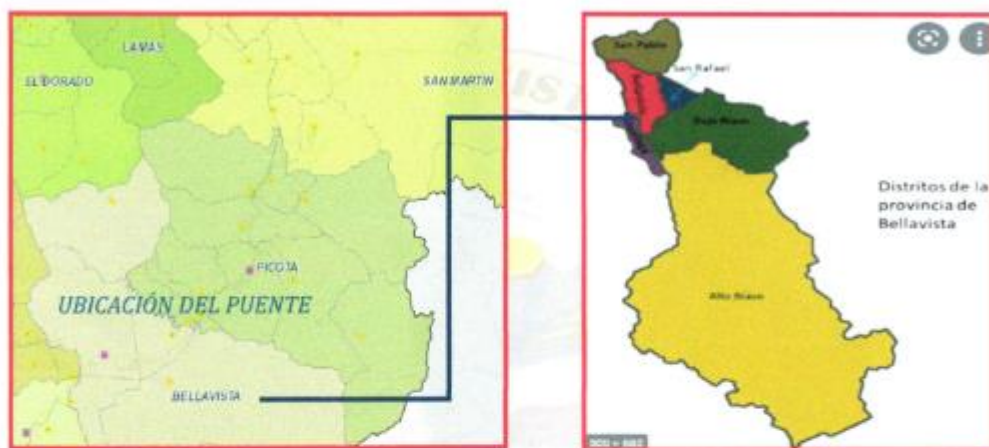 LAMAS
EL DORADO
SAN MARTIN
PICOTA
UBICACIÓN DEL PUENTE
BELLAVISTA
San Pablo
San Rafael
Bajo Biavo
Distritos de la
provincia de
Bellavista
Alto Biavo